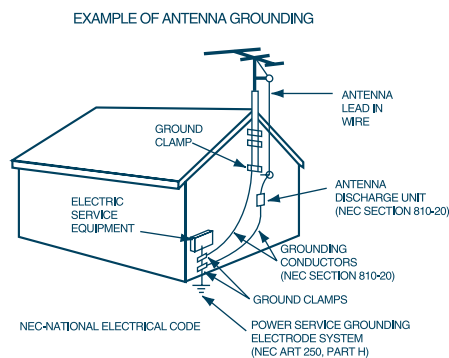 EXAMPLE OF ANTENNA GROUNDING
ANTENNA
LEAD IN
WIRE
GROUND
CLAMP
ANTENNA
DISCHARGE UNIT
(NEC SECTION 810-20)
ELECTRIC
SERVICE
EQUIPMENT
GROUNDING
CONDUCTORS
(NEC SECTION 810-20)
GROUND CLAMPS
NEC-NATIONAL ELECTRICAL CODE
POWER SERVICE GROUNDING
ELECTRODE SYSTEM
(NEC ART 250, PART H)